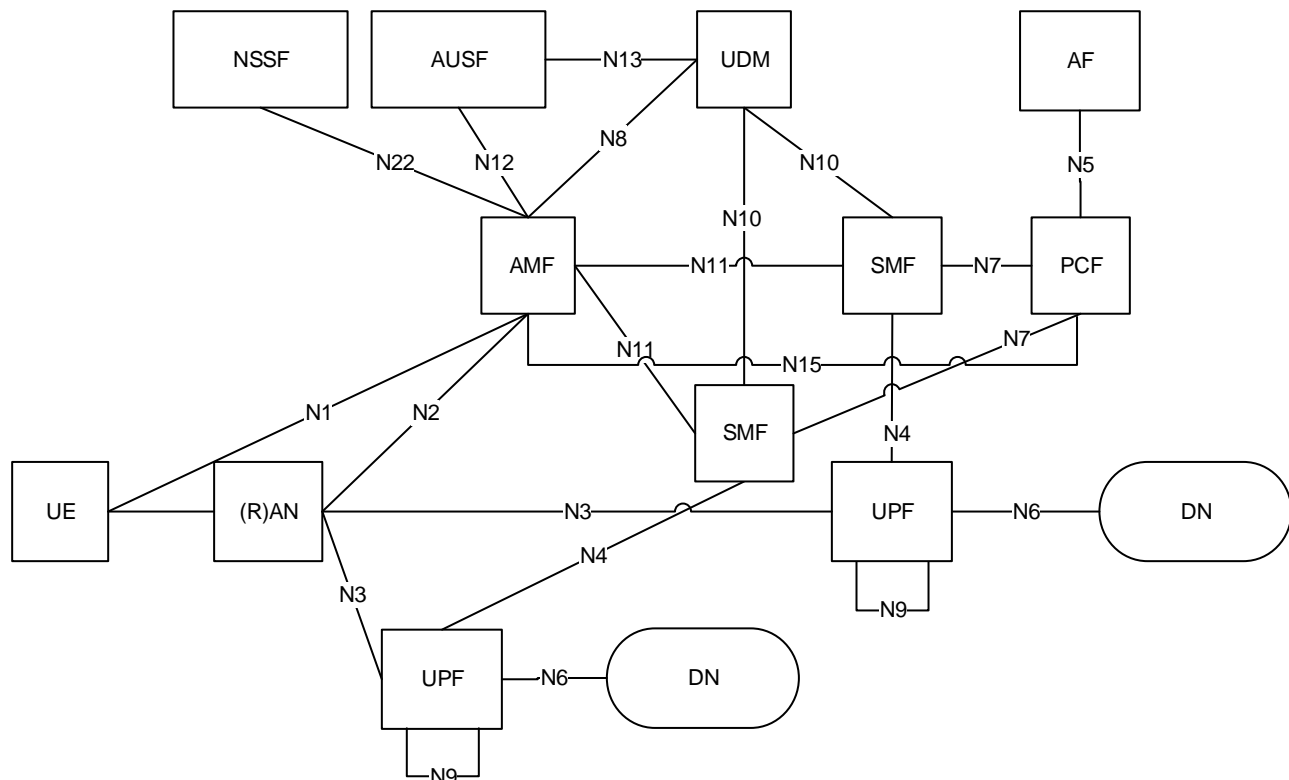 NSSF
AUSF
N13
UDM
AF
N22
N12
N8
N10
N5
N10
AMF
N11
SMF
N7
PCF
N11
N15
N7
N1
N2
SMF
N4
UE
(R)AN
N3
UPF
N6
DN
N4
N3
N9
UPF
N6
DN
N9